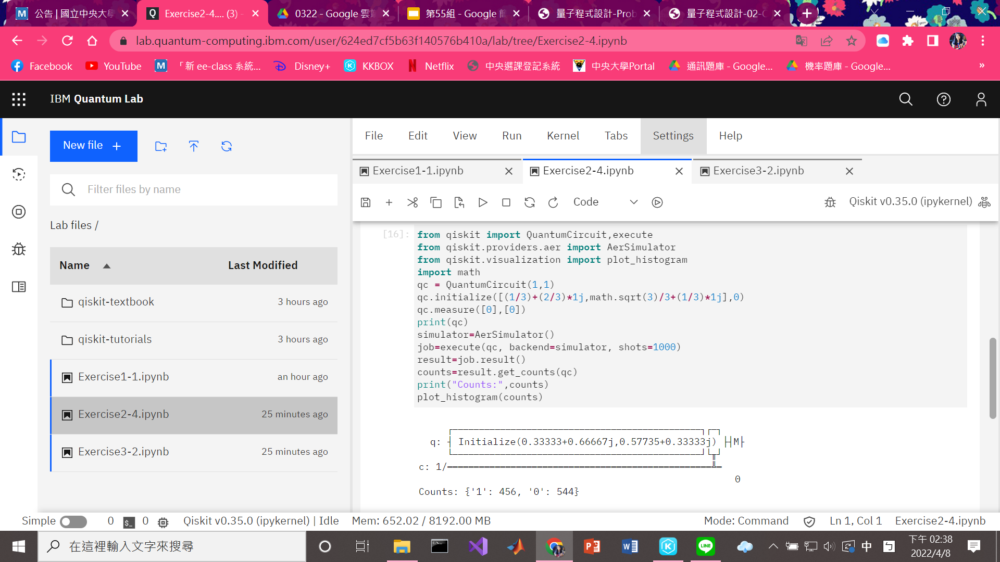 公告 | 國立中央大學
Exercise2-4.... (3) -
0322 - Google 雲端
第55組 - Google 簡
量子程式設計-Prob
量子程式設計-02-C
lab.quantum-computing.ibm.com/user/624ed7cf5b63f140576b410a/lab/tree/Exercise2-4.ipynb
Facebook
YouTube
「新 ee-class 系統...
Disney+
KKBOX
Netflix
中央選課登記系統
中央大學Portal
通訊題庫 - Google...
機率題庫 - Google...
»
IBM Quantum Lab
New file +
Filter files by name
Lab files /
Name Last Modified
qiskit-textbook 3 hours ago
qiskit-tutorials 3 hours ago
Exercise1-1.ipynb an hour ago
Exercise2-4.ipynb 25 minutes ago
Exercise3-2.ipynb 25 minutes ago
File Edit View Run Kernel Tabs Settings Help
Exercise1-1.ipynb Exercise2-4.ipynb Exercise3-2.ipynb
Code Qiskit v0.35.0 (ipykernel)
[16]: from qiskit import QuantumCircuit,execute
from qiskit.providers.aer import AerSimulator
from qiskit.visualization import plot_histogram
import math
qc = QuantumCircuit(1,1)
qc.initialize([(1/3)+(2/3)*1j,math.sqrt(3)/3+(1/3)*1j],0)
qc.measure([0],[0])
print(qc)
simulator=AerSimulator()
job=execute(qc, backend=simulator, shots=1000)
result=job.result()
counts=result.get_counts(qc)
print("Counts:",counts)
plot_histogram(counts)
q: ┤ Initialize(0.33333+0.66667j,0.57735+0.33333j) ├┤M├
c: 1/
0
Counts: {'1': 456, '0': 544}
Simple 0 $_ 0 Qiskit v0.35.0 (ipykernel) | Idle Mem: 652.02 / 8192.00 MB Mode: Command Ln 1, Col 1 Exercise2-4.ipynb
在這裡輸入文字來搜尋
LINE
中
ㄅ
下午 02:38
2022/4/8